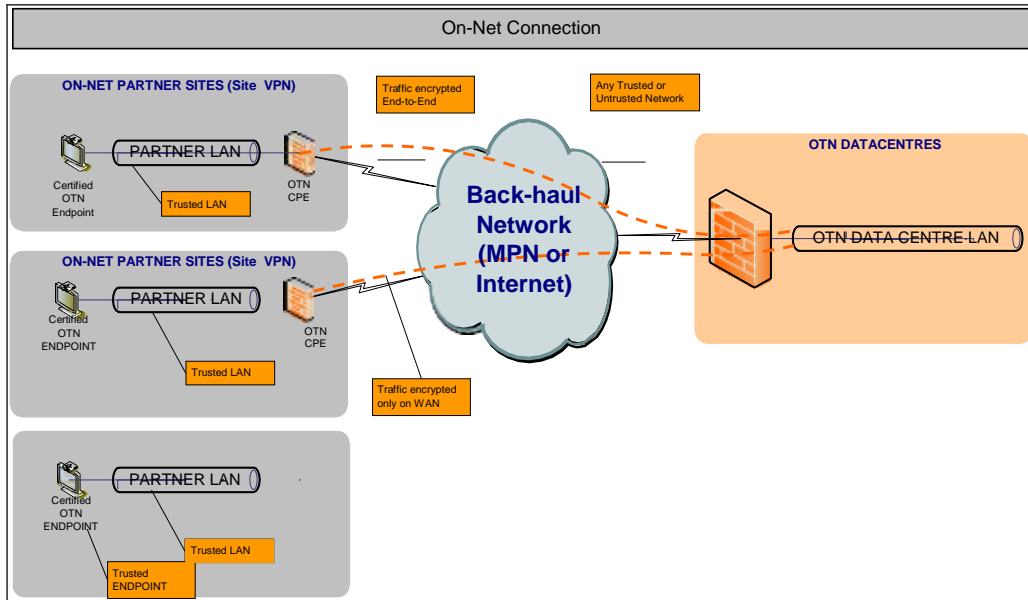 On-Net Connection
ON-NET PARTNER SITES (Site VPN)
PARTNER LAN
Certified
OTN
Endpoint
OTN
CPE
Trusted LAN
Traffic encrypted
End-to-End
Any Trusted or
Untrusted Network
Back-haul
Network
(MPN or
Internet)
OTN DATACENTRES
OTN DATA CENTRE LAN
ON-NET PARTNER SITES (Site VPN)
PARTNER LAN
Certified
OTN
ENDPOINT
OTN
CPE
Trusted LAN
Traffic encrypted
only on WAN
PARTNER LAN
Certified
OTN
ENDPOINT
Trusted LAN
Trusted
ENDPOINT